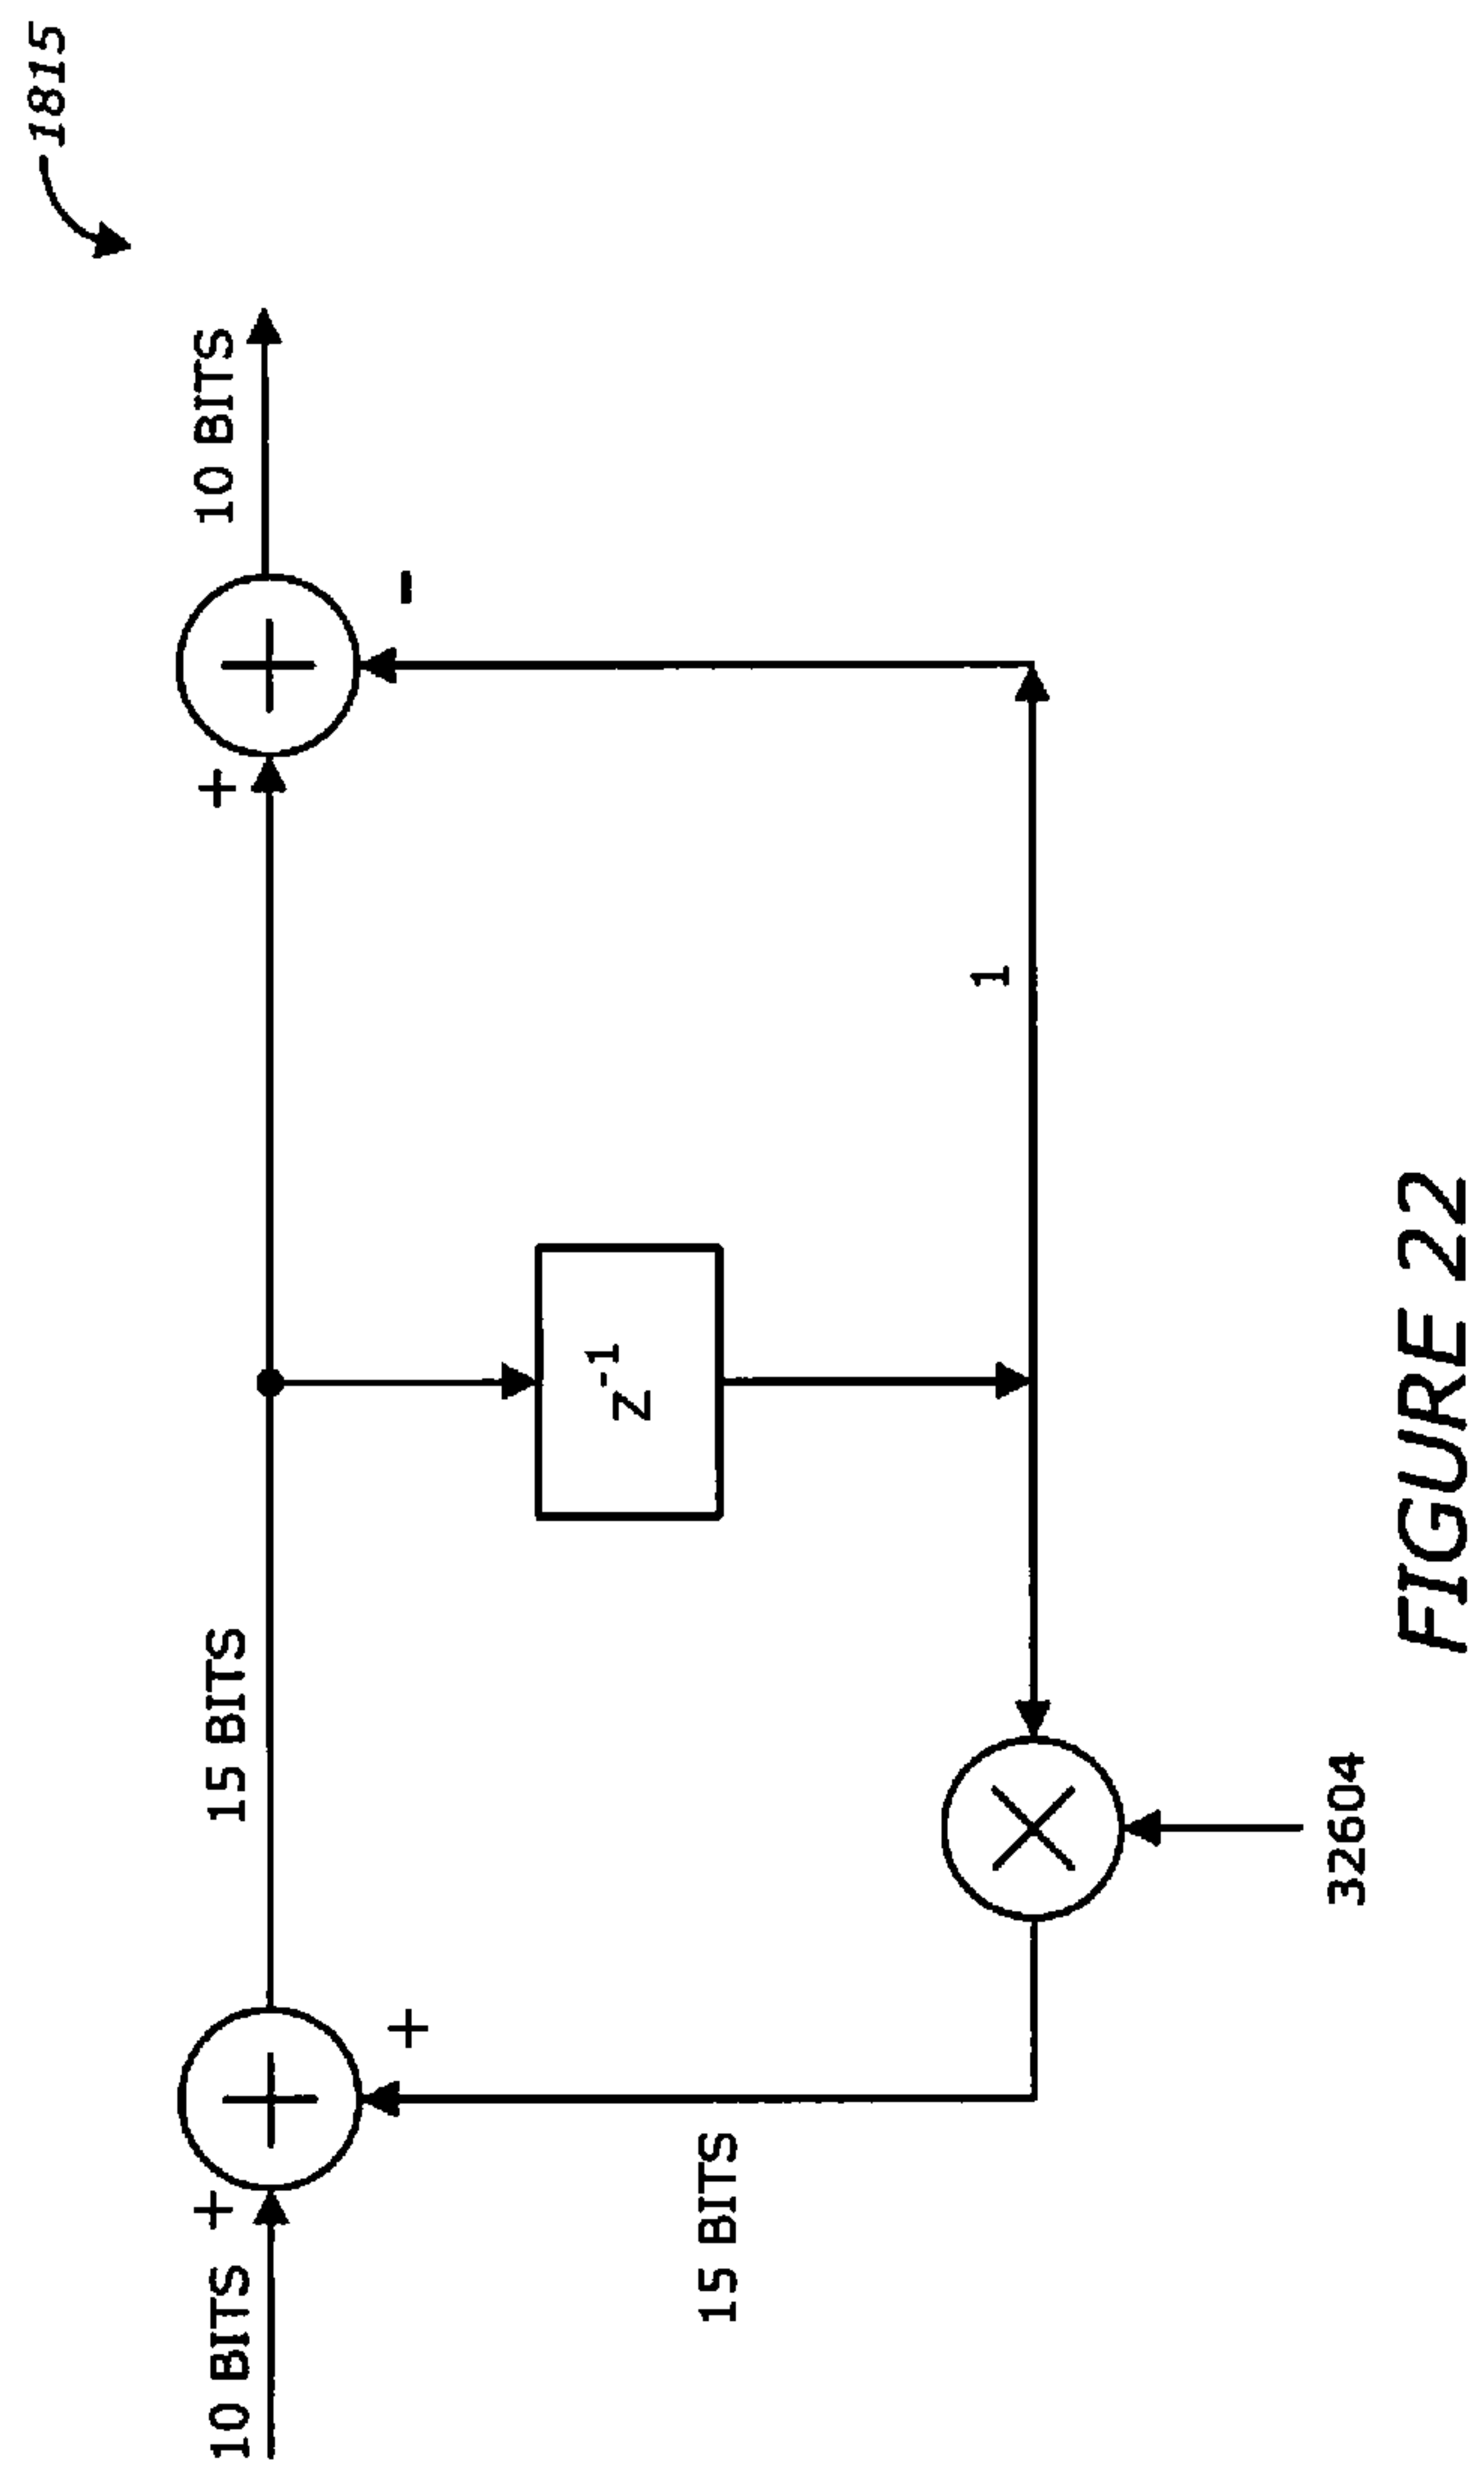 1815
10 BITS
+
15 BITS
+
10 BITS
+
-
z-1
15 BITS
1
32604
FIGURE 22